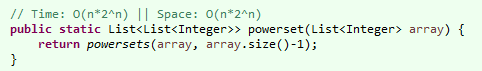 // Time: O(n*2^n) || Space: O(n*2^n)
public static List<List<Integer>> powerset(List<Integer> array) {
    return powersets(array, array.size()-1);
}